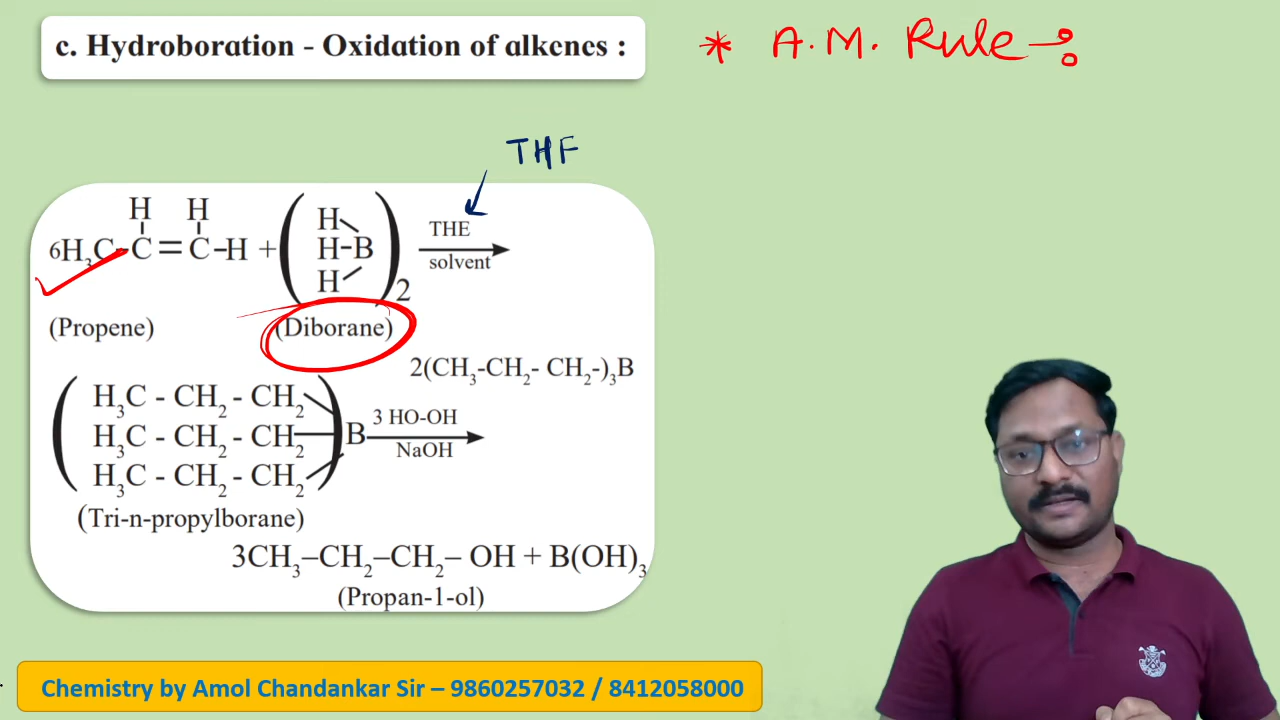 c. Hydroboration - Oxidation of alkenes :
* A.M. Rule :
THF
H H
6H₃C-C=C-H + (H H-B H)₂ THE solvent
(Propene) (Diborane)
2(CH₃-CH₂- CH₂-)₃B
H₃C - CH₂ - CH₂
H₃C - CH₂ - CH₂ B 3 HO-OH NaOH
H₃C - CH₂ - CH₂
(Tri-n-propylborane)
3CH₃–CH₂–CH₂– OH + B(OH)₃
(Propan-1-ol)
Chemistry by Amol Chandankar Sir – 9860257032 / 8412058000